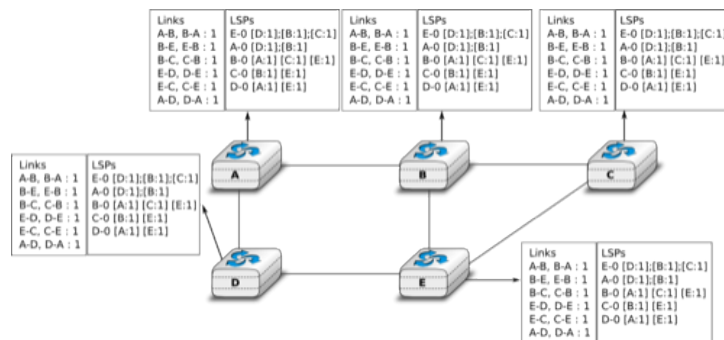 Links LSPs
A-B, B-A : 1 E-0 [D:1];[B:1];[C:1]
B-E, E-B : 1 A-0 [D:1];[B:1]
B-C, C-B : 1 B-0 [A:1] [C:1] [E:1]
E-D, D-E : 1 C-0 [B:1] [E:1]
E-C, C-E : 1 D-0 [A:1] [E:1]
A-D, D-A : 1
Links LSPs
A-B, B-A : 1 E-0 [D:1];[B:1];[C:1]
B-E, E-B : 1 A-0 [D:1];[B:1]
B-C, C-B : 1 B-0 [A:1] [C:1] [E:1]
E-D, D-E : 1 C-0 [B:1] [E:1]
E-C, C-E : 1 D-0 [A:1] [E:1]
A-D, D-A : 1
Links LSPs
A-B, B-A : 1 E-0 [D:1];[B:1];[C:1]
B-E, E-B : 1 A-0 [D:1];[B:1]
B-C, C-B : 1 B-0 [A:1] [C:1] [E:1]
E-D, D-E : 1 C-0 [B:1] [E:1]
E-C, C-E : 1 D-0 [A:1] [E:1]
A-D, D-A : 1
A
B
C
Links LSPs
A-B, B-A : 1 E-0 [D:1];[B:1];[C:1]
B-E, E-B : 1 A-0 [D:1];[B:1]
B-C, C-B : 1 B-0 [A:1] [C:1] [E:1]
E-D, D-E : 1 C-0 [B:1] [E:1]
E-C, C-E : 1 D-0 [A:1] [E:1]
A-D, D-A : 1
D
E
Links LSPs
A-B, B-A : 1 E-0 [D:1];[B:1];[C:1]
B-E, E-B : 1 A-0 [D:1];[B:1]
B-C, C-B : 1 B-0 [A:1] [C:1] [E:1]
E-D, D-E : 1 C-0 [B:1] [E:1]
E-C, C-E : 1 D-0 [A:1] [E:1]
A-D, D-A : 1